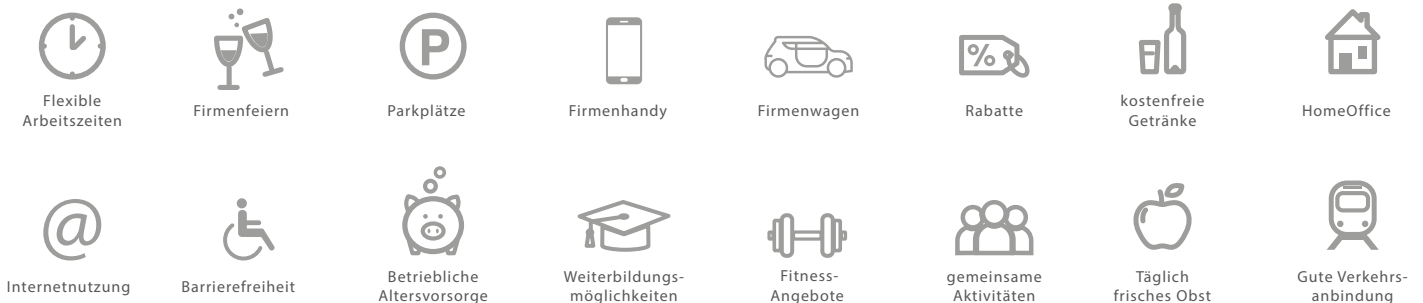 P
%
Flexible
Arbeitszeiten
Firmenfeiern
Parkplätze
Firmenhandy
Firmenwagen
Rabatte
kostenfreie
Getränke
HomeOffice
@
Internetnutzung
Barrierefreiheit
Betriebliche
Altersvorsorge
Weiterbildungs-
möglichkeiten
Fitness-
Angebote
gemeinsame
Aktivitäten
Täglich
frisches Obst
Gute Verkehrs-
anbindung